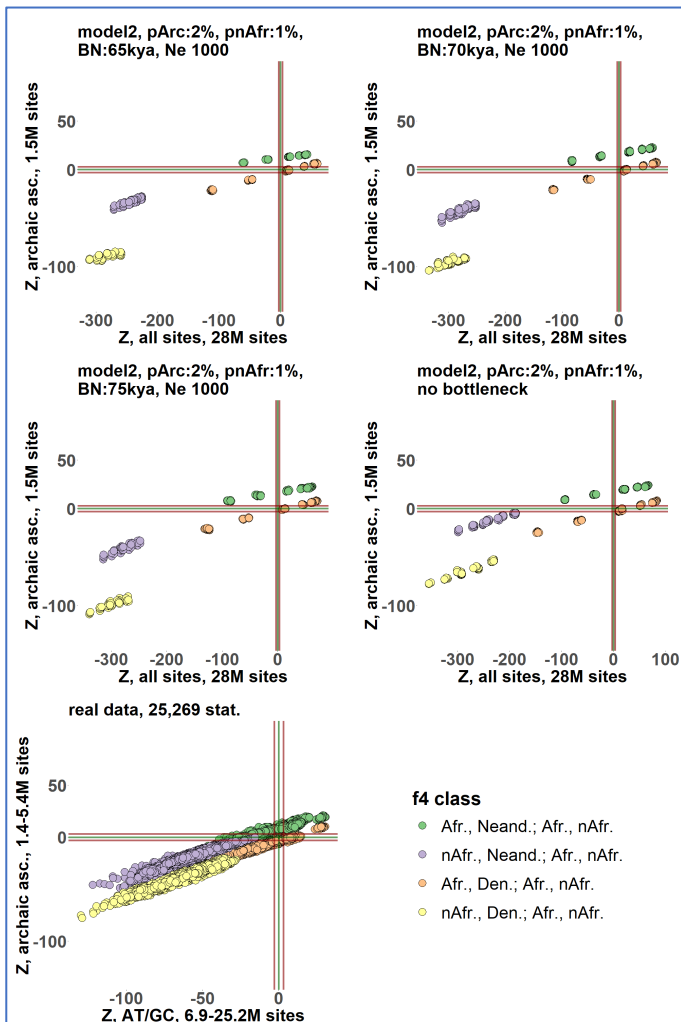 model2, pArc:2%, pnAfr:1%,
BN:65kya, Ne 1000
Z, archaic asc., 1.5M sites
50
0
-100
-300
-200
-100
0
Z, all sites, 28M sites
model2, pArc:2%, pnAfr:1%,
BN:70kya, Ne 1000
Z, archaic asc., 1.5M sites
50
0
-100
-300
-200
-100
0
Z, all sites, 28M sites
model2, pArc:2%, pnAfr:1%,
BN:75kya, Ne 1000
Z, archaic asc., 1.5M sites
50
0
-100
-300
-200
-100
0
Z, all sites, 28M sites
model2, pArc:2%, pnAfr:1%,
no bottleneck
Z, archaic asc., 1.5M sites
50
0
-100
-300
-200
-100
0
100
Z, all sites, 28M sites
real data, 25,269 stat.
Z, archaic asc., 1.4-5.4M sites
50
0
-100
-100
-50
0
Z, AT/GC, 6.9-25.2M sites
f4 class
Afr., Neand.; Afr., nAfr.
nAfr., Neand.; Afr., nAfr.
Afr., Den.; Afr., nAfr.
nAfr., Den.; Afr., nAfr.